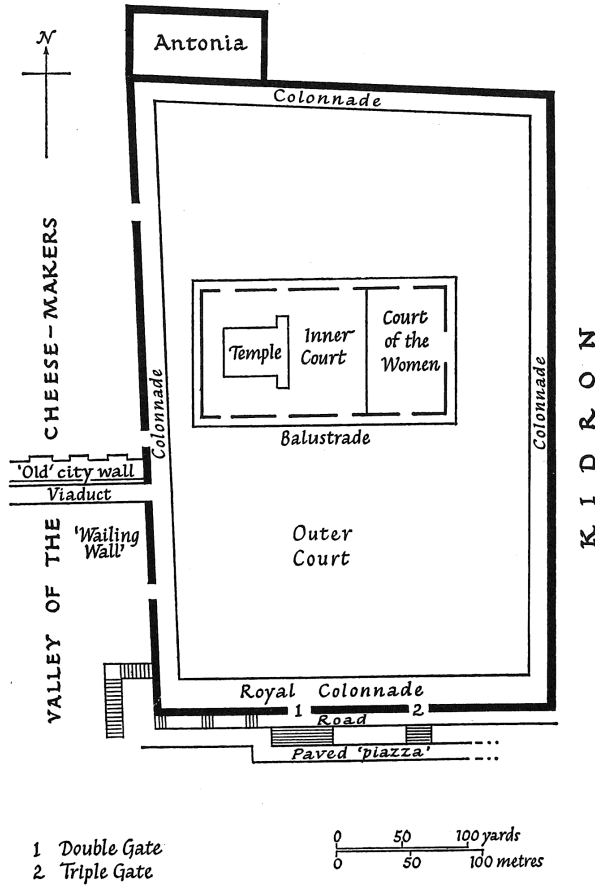 Antonia
N
Colonnade
VALLEY OF THE CHEESE-MAKERS
Court
of the
Women
Inner
Court
Temple
KIDRON
Colonnade
Colonnade
Balustrade
'Old' city wall
Viaduct
'Wailing
Wall'
Outer
Court
Royal Colonnade
1 2
Road
Paved 'piazza'
1 Double Gate
2 Triple Gate
0 50 100 yards
0 50 100 metres